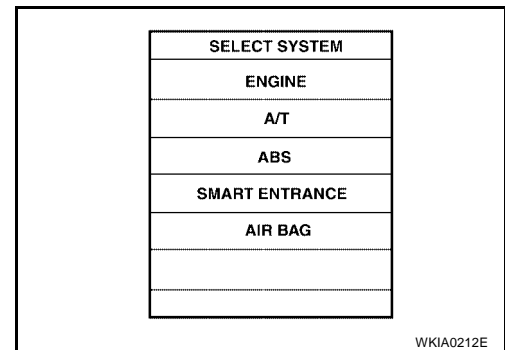 SELECT SYSTEM
ENGINE
A/T
ABS
SMART ENTRANCE
AIR BAG
WKIA0212E